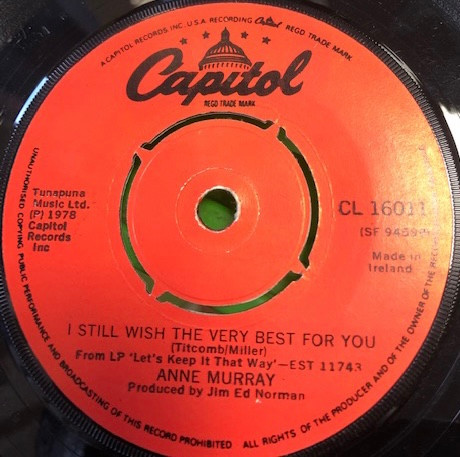 A CAPITOL RECORDS, INC., U.S.A. RECORDING Capitol REGD. TRADE MARK
Capitol
REGD TRADE MARK
Tunapuna
Music Ltd.
(P) 1978
Capitol
Records
Inc
CL 16011
Made in
Ireland
I STILL WISH THE VERY BEST FOR YOU
(Titcomb/Miller)
From LP 'Let's Keep It That Way'—EST 11743
ANNE MURRAY
Produced by Jim Ed Norman
UNAUTHORISED COPYING, PUBLIC PERFORMANCE AND BROADCASTING OF THIS RECORD PROHIBITED ALL RIGHTS OF THE PRODUCER AND OF THE OWNER OF THE